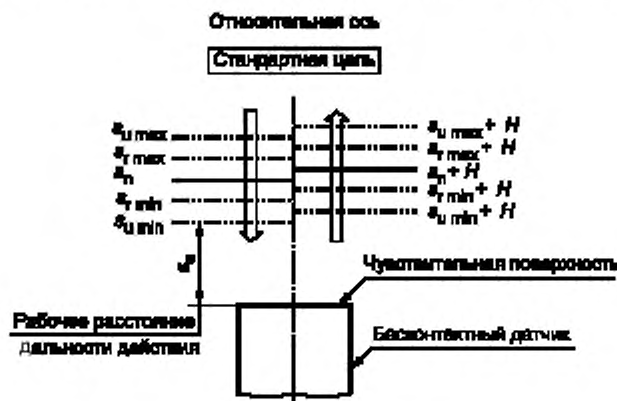 Относительная ось
Стандартная цель
s_u max
s_r max
s_n
s_r min
s_u min
s_u max + H
s_r max + H
s_n + H
s_r min + H
s_u min + H
s_a
Чувствительная поверхность
Рабочее расстояние
дальности действия
Бесконтактный датчик